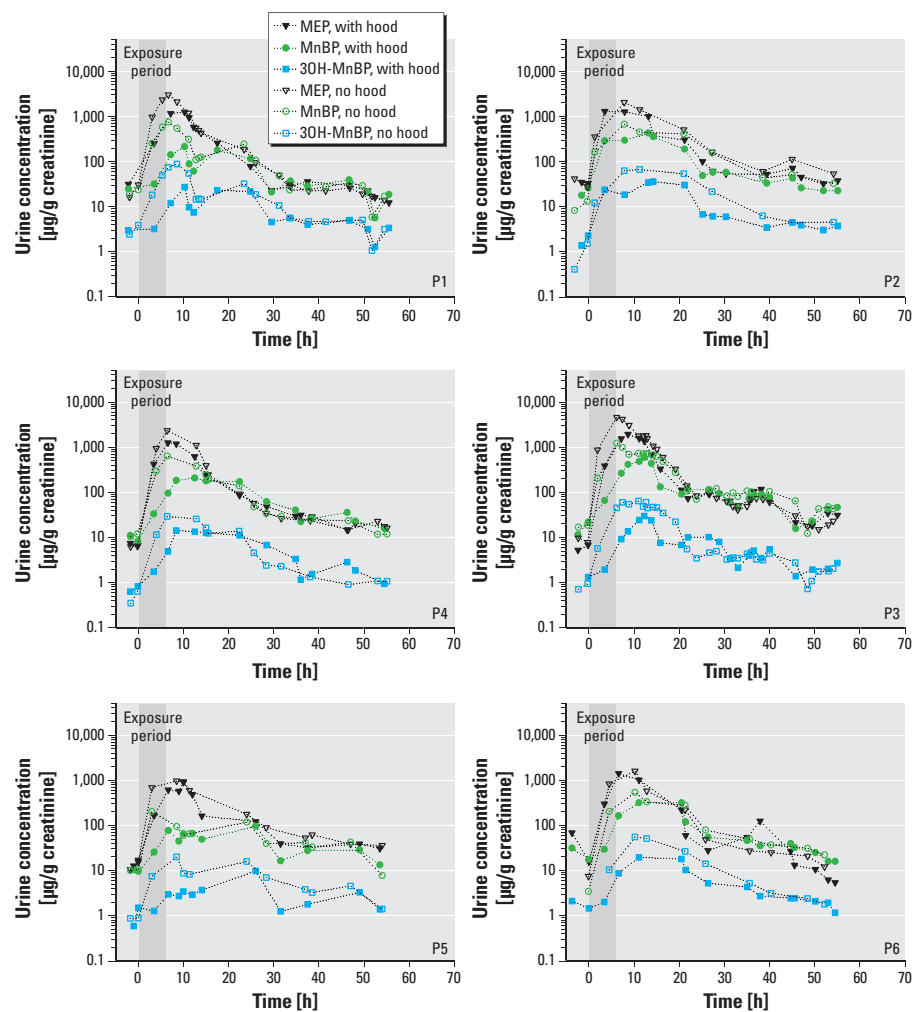 MEP, with hood
MnBP, with hood
3OH-MnBP, with hood
MEP, no hood
MnBP, no hood
3OH-MnBP, no hood
Exposure
period
10,000
1,000
100
10
1
0.1
Urine concentration
[µg/g creatinine]
P1
0 10 20 30 40 50 60 70
Time [h]
Exposure
period
10,000
1,000
100
10
1
0.1
Urine concentration
[µg/g creatinine]
P2
0 10 20 30 40 50 60 70
Time [h]
Exposure
period
10,000
1,000
100
10
1
0.1
Urine concentration
[µg/g creatinine]
P4
0 10 20 30 40 50 60 70
Time [h]
Exposure
period
10,000
1,000
100
10
1
0.1
Urine concentration
[µg/g creatinine]
P3
0 10 20 30 40 50 60 70
Time [h]
Exposure
period
10,000
1,000
100
10
1
0.1
Urine concentration
[µg/g creatinine]
P5
0 10 20 30 40 50 60 70
Time [h]
Exposure
period
10,000
1,000
100
10
1
0.1
Urine concentration
[µg/g creatinine]
P6
0 10 20 30 40 50 60 70
Time [h]